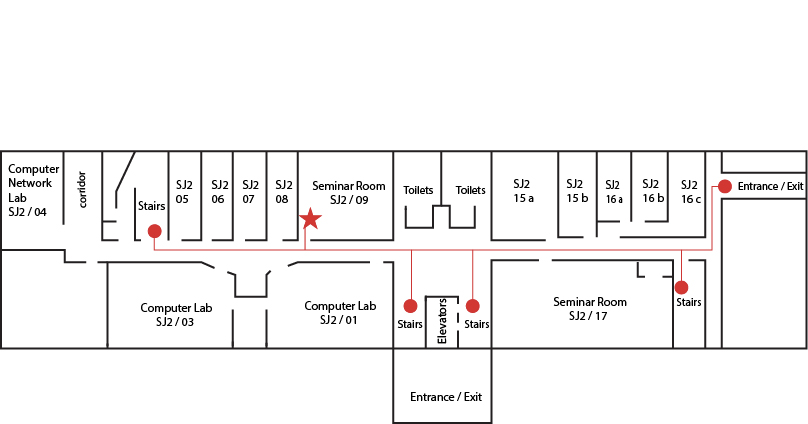 Computer
Network
Lab
SJ2 / 04
corridor
Stairs
SJ2
05
SJ2
06
SJ2
07
SJ2
08
Seminar Room
SJ2 / 09
Toilets
Toilets
SJ2
15 a
SJ2
15 b
SJ2
16 a
SJ2
16 b
SJ2
16 c
Entrance / Exit
Computer Lab
SJ2 / 03
Computer Lab
SJ2 / 01
Stairs
Elevators
Stairs
Seminar Room
SJ2 / 17
Stairs
Entrance / Exit